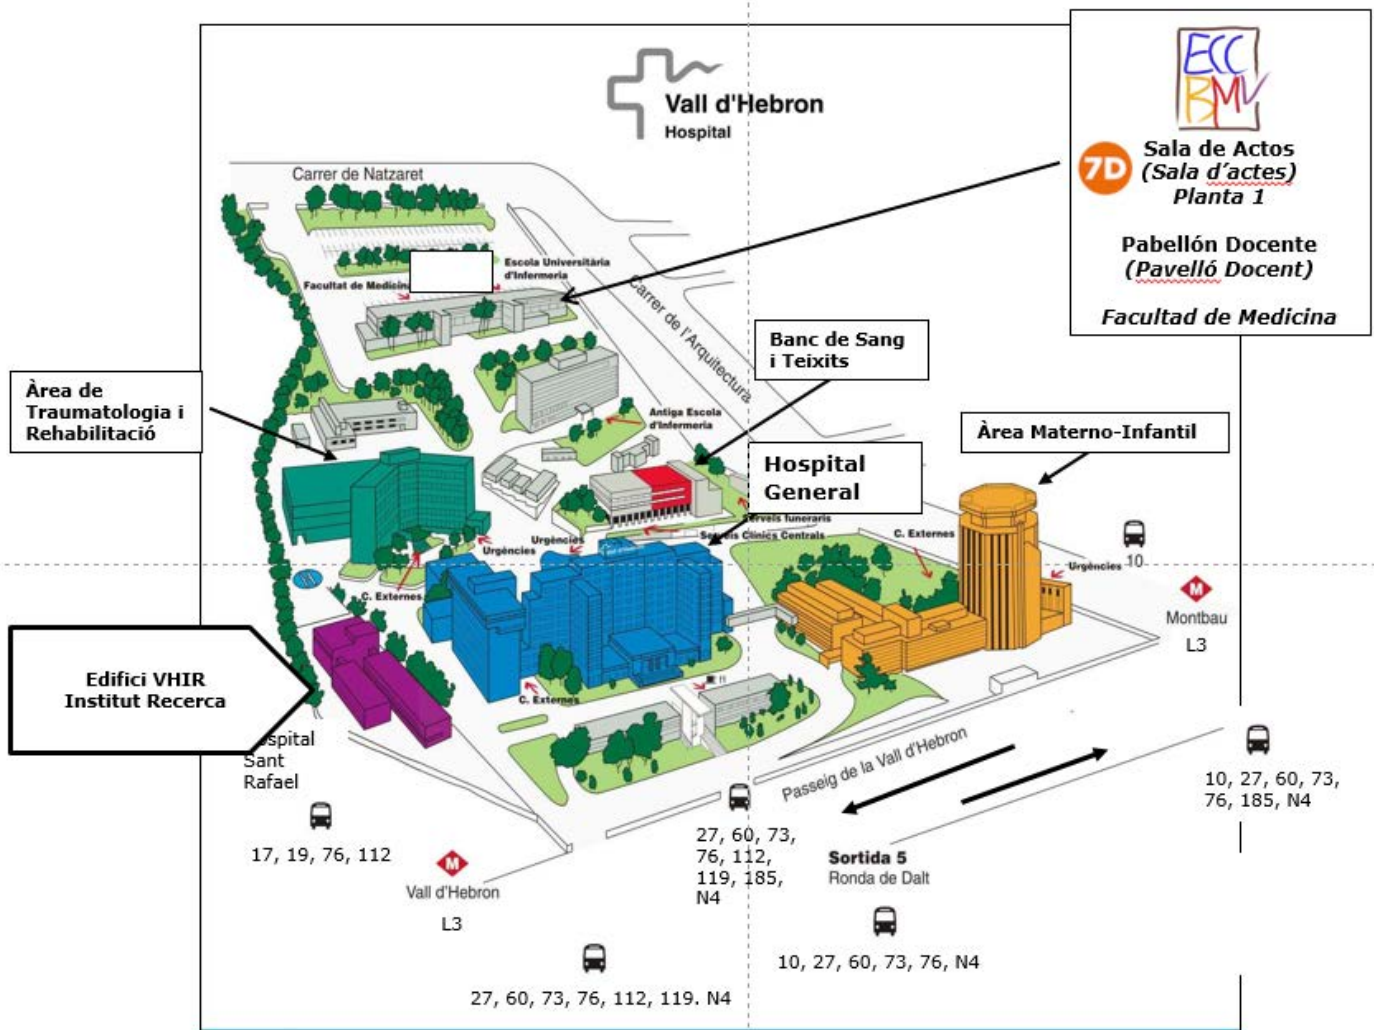 Vall d'Hebron
Hospital
ECC
BMV
7D
Sala de Actos
(Sala d'actes)
Planta 1
Pabellón Docente
(Pavelló Docent)
Facultad de Medicina
Carrer de Natzaret
Escola Universitària
d'Infermeria
Facultat de Medicina
Carrer de l'Arquitectura
Banc de Sang
i Teixits
Àrea de
Traumatologia i
Rehabilitació
Antiga Escola
d'Infermeria
Àrea Materno-Infantil
Hospital
General
Serveis funeraris
Serveis Clínics Centrals
C. Externes
Urgències
Urgències
Urgències
10
C. Externes
M
Montbau
L3
Edifici VHIR
Institut Recerca
C. Externes
Hospital
Sant
Rafael
17, 19, 76, 112
M
Vall d'Hebron
L3
Passeig de la Vall d'Hebron
10, 27, 60, 73,
76, 185, N4
27, 60, 73,
76, 112,
119, 185,
N4
Sortida 5
Ronda de Dalt
10, 27, 60, 73, 76, N4
27, 60, 73, 76, 112, 119. N4